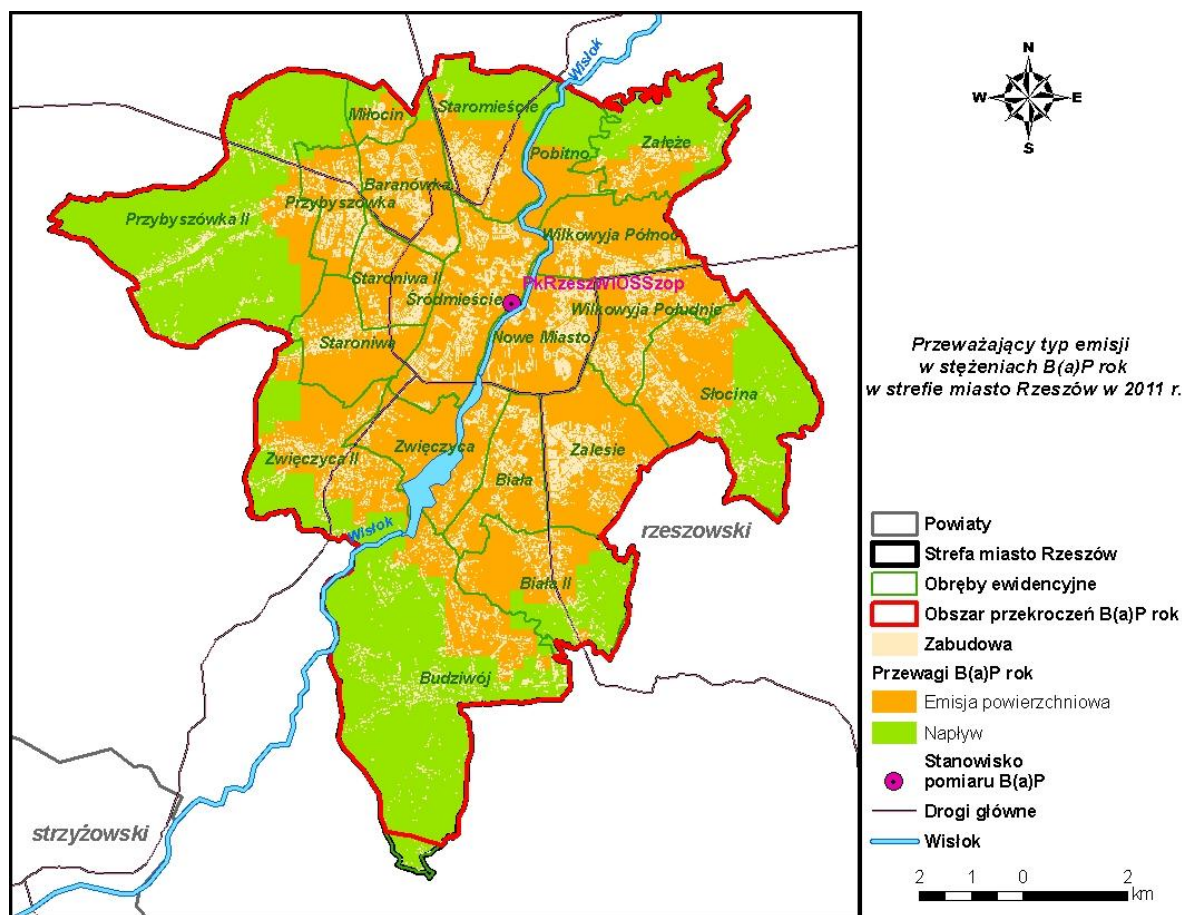 Wisłok
N
W
E
S
Staromieście
Miłocin
Załęże
Pobitno
Baranówka
Przybyszówka
Przybyszówka II
Wilkowyja Północ
Staroniwa II
PkRzeszWIOSSzop
Śródmieście
Wilkowyja Południe
Nowe Miasto
Staroniwa
Słocina
Zwięczyca
Zalesie
Zwięczyca II
Biała
Wisłok
rzeszowski
Biała II
Budziwój
strzyżowski
Przeważający typ emisji
w stężeniach B(a)P rok
w strefie miasto Rzeszów w 2011 r.
Powiaty
Strefa miasto Rzeszów
Obręby ewidencyjne
Obszar przekroczeń B(a)P rok
Zabudowa
Przewagi B(a)P rok
Emisja powierzchniowa
Napływ
Stanowisko
pomiaru B(a)P
Drogi główne
Wisłok
2 1 0 2
km